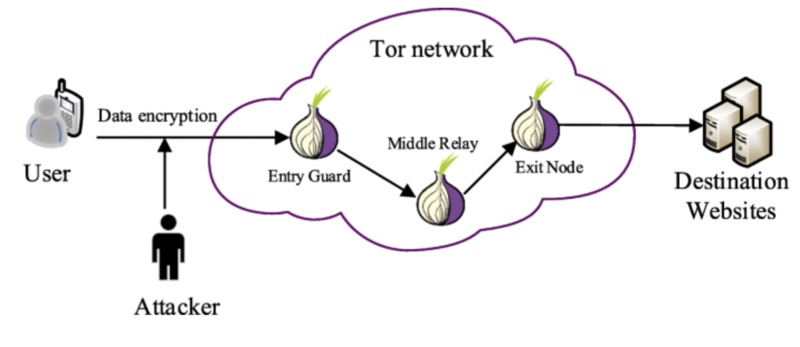 Tor network
Data encryption
User
Entry Guard
Middle Relay
Exit Node
Destination
Websites
Attacker